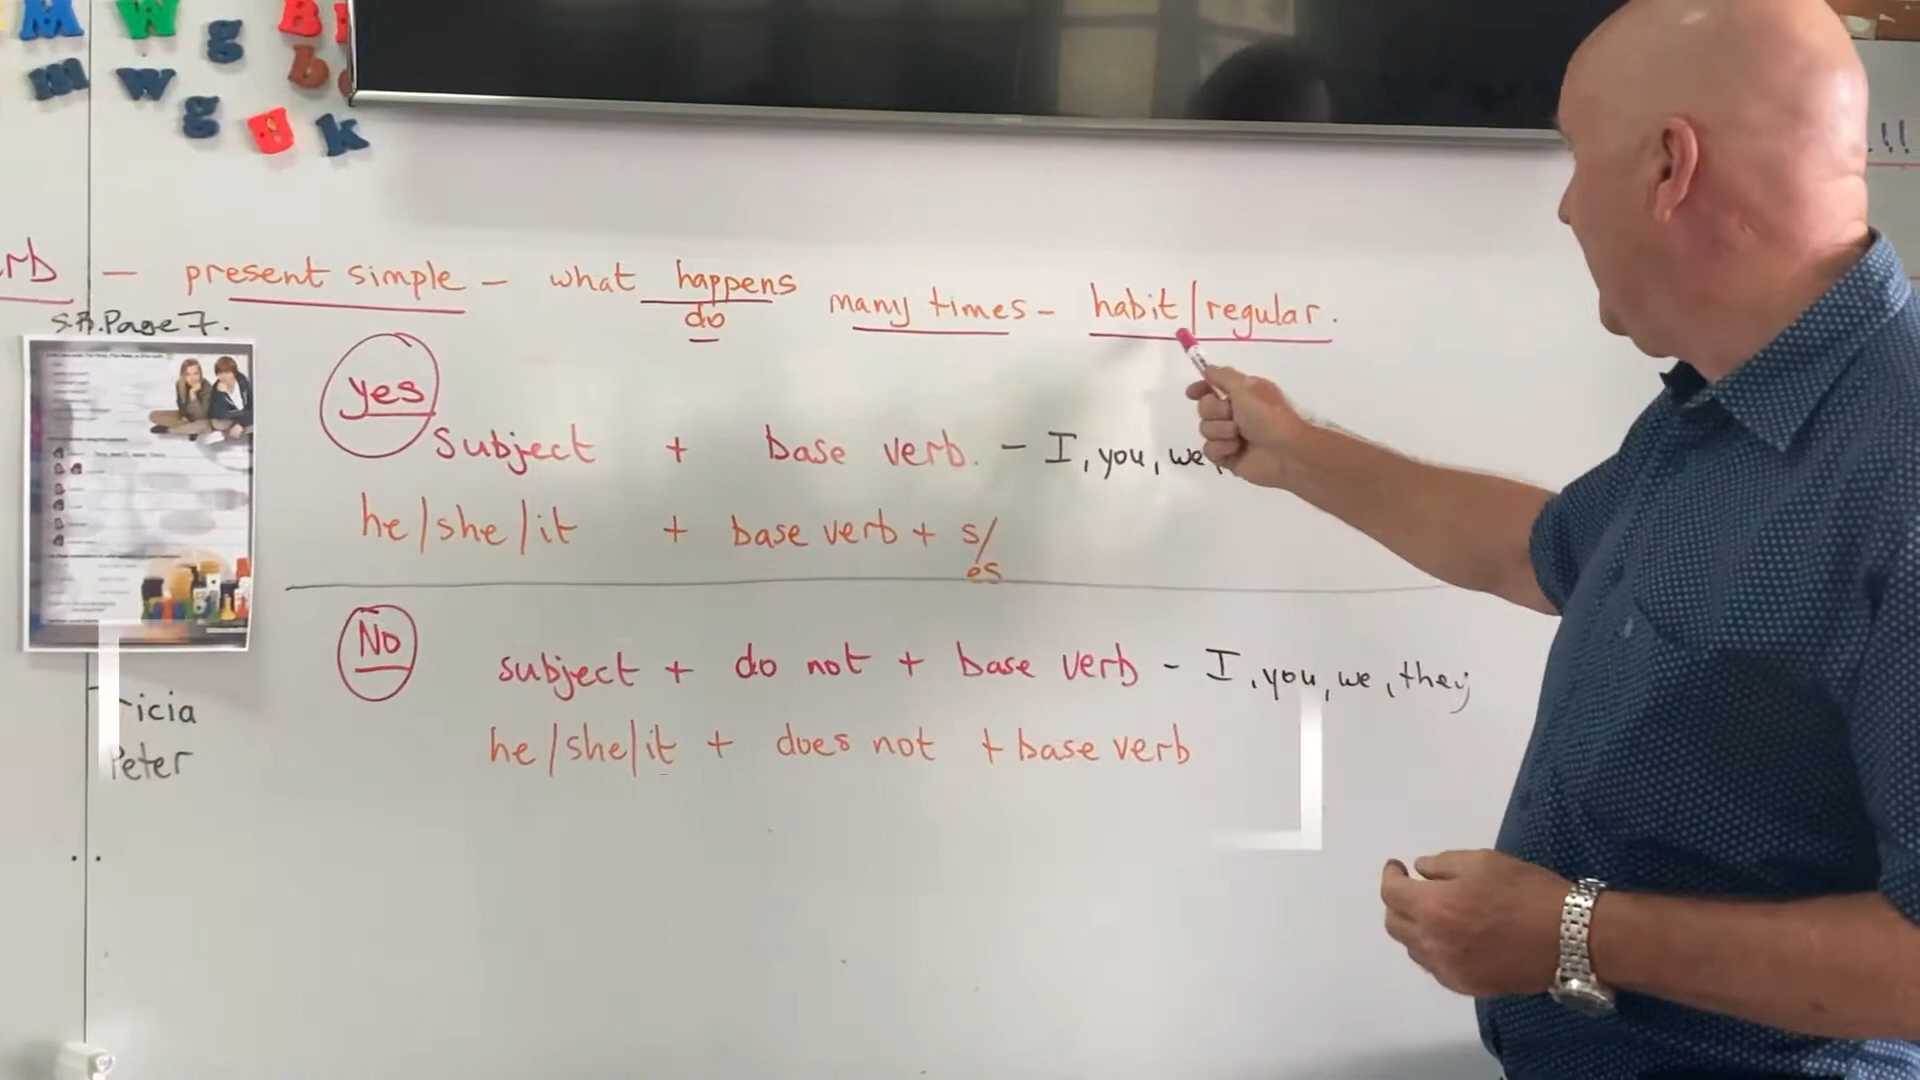 M W g B
m w g b
g k
!!
— present simple — what happens many times - habit/regular.
do
S.B. Page 7.
yes
Subject + base verb. - I, you, we,
he/she/it + base verb + s/
es
No
subject + do not + base verb - I, you, we, they
he/she/it + does not + base verb
Peter